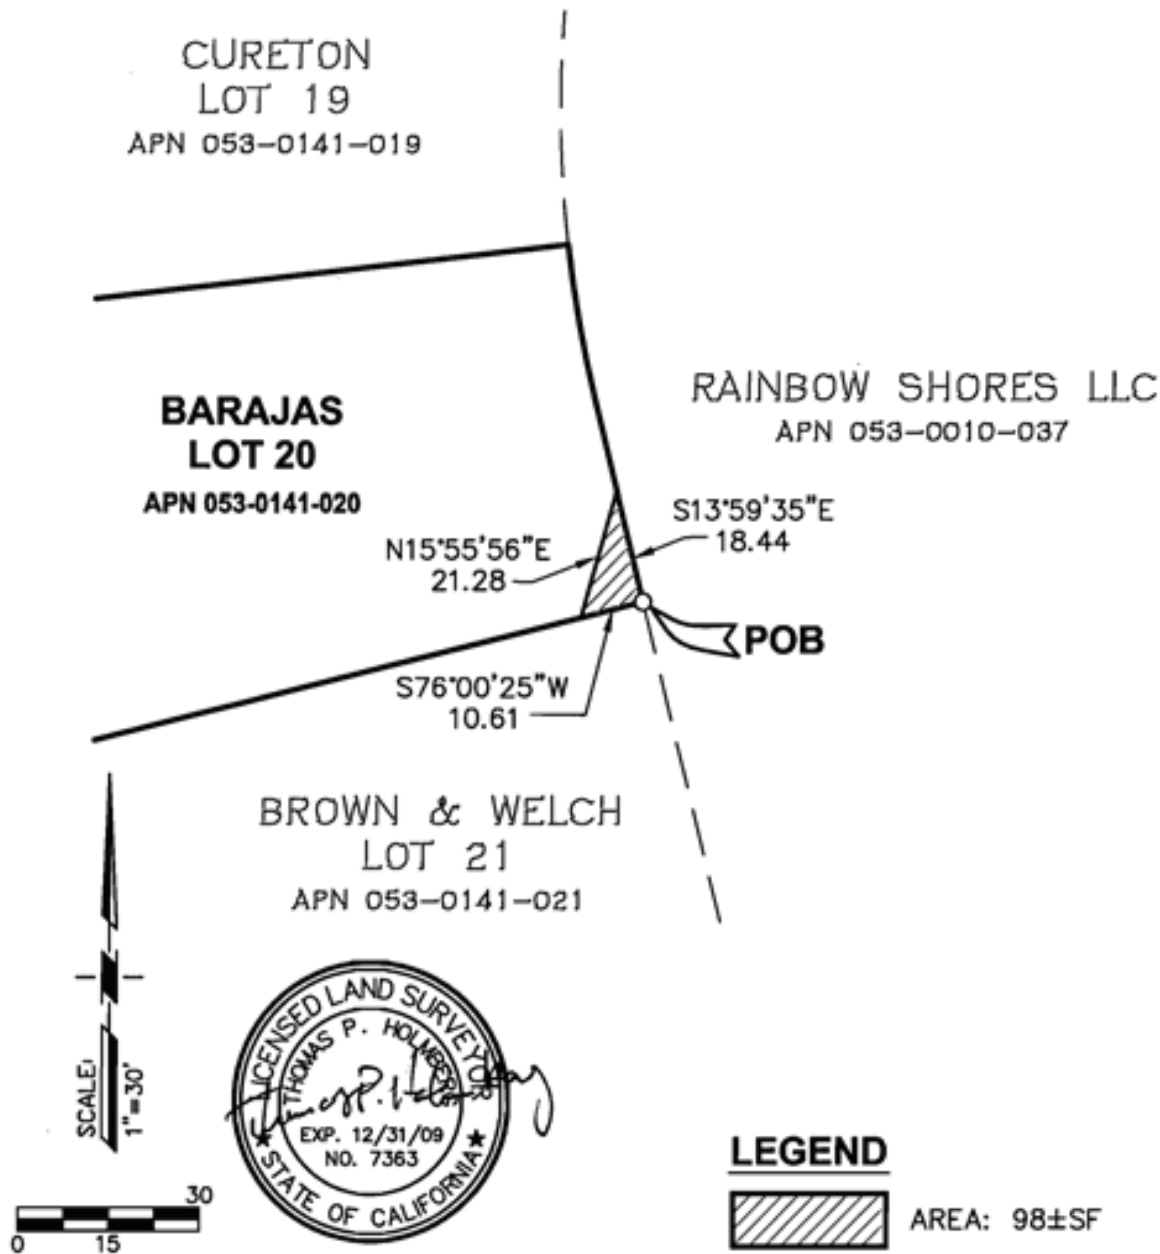 CURETON
LOT 19
APN 053-0141-019
RAINBOW SHORES LLC
APN 053-0010-037
BARAJAS
LOT 20
APN 053-0141-020
S13°59'35"E
18.44
N15°55'56"E
21.28
POB
S76°00'25"W
10.61
BROWN & WELCH
LOT 21
APN 053-0141-021
SCALE:
1"=30'
LICENSED LAND SURVEYOR
THOMAS P. HOLMBERG
EXP. 12/31/09
NO. 7363
STATE OF CALIFORNIA
LEGEND
AREA: 98±SF
30
0 15